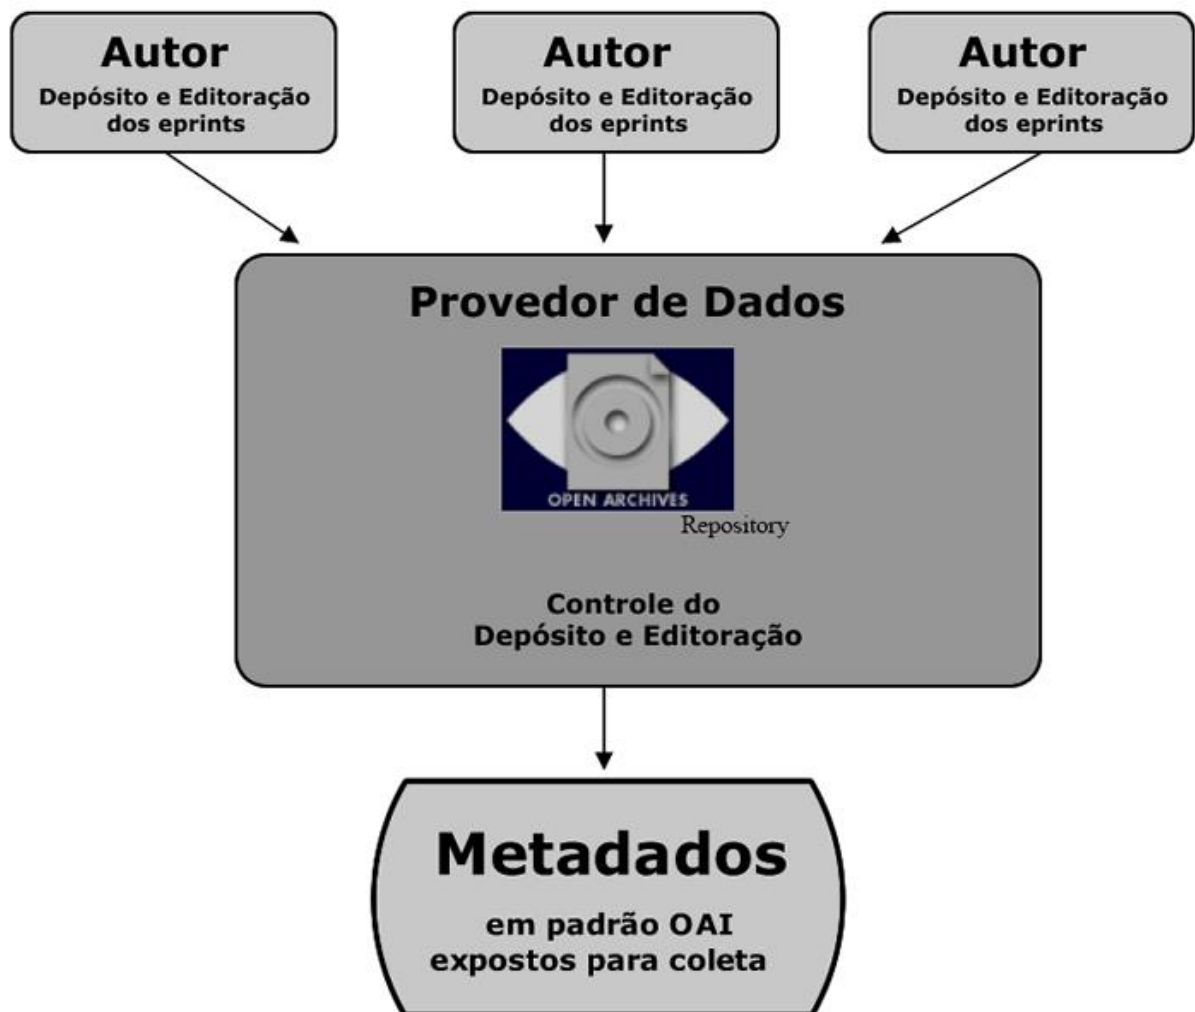 Autor
Depósito e Editoração
dos eprints
Autor
Depósito e Editoração
dos eprints
Autor
Depósito e Editoração
dos eprints
Provedor de Dados
OPEN ARCHIVES
Repository
Controle do
Depósito e Editoração
Metadados
em padrão OAI
expostos para coleta